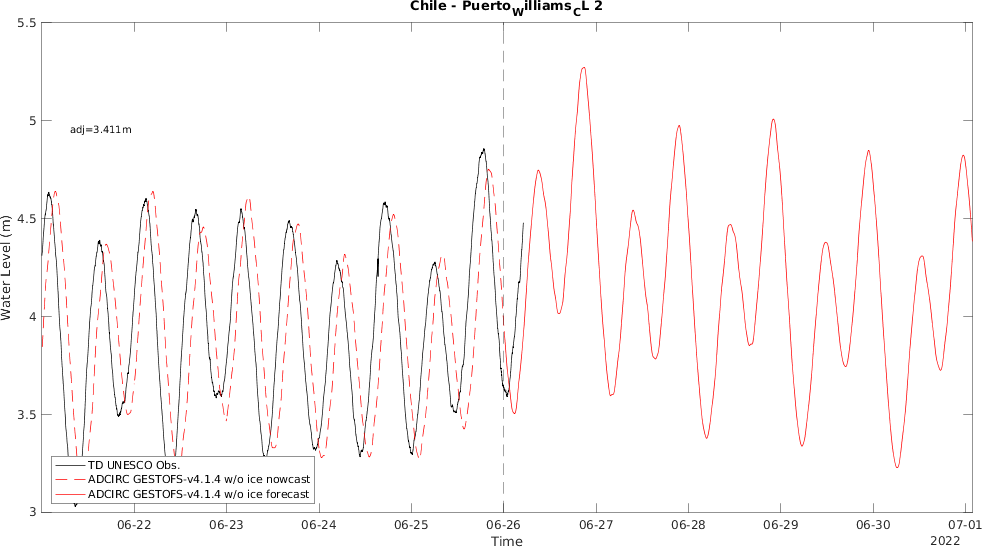 Chile - PuertoWilliamsCL 2
5.5
5
4.5
4
3.5
3
Water Level (m)
adj=3.411m
TD UNESCO Obs.
ADCIRC GESTOFS-v4.1.4 w/o ice nowcast
ADCIRC GESTOFS-v4.1.4 w/o ice forecast
06-22 06-23 06-24 06-25 06-26 06-27 06-28 06-29 06-30 07-01
Time
2022